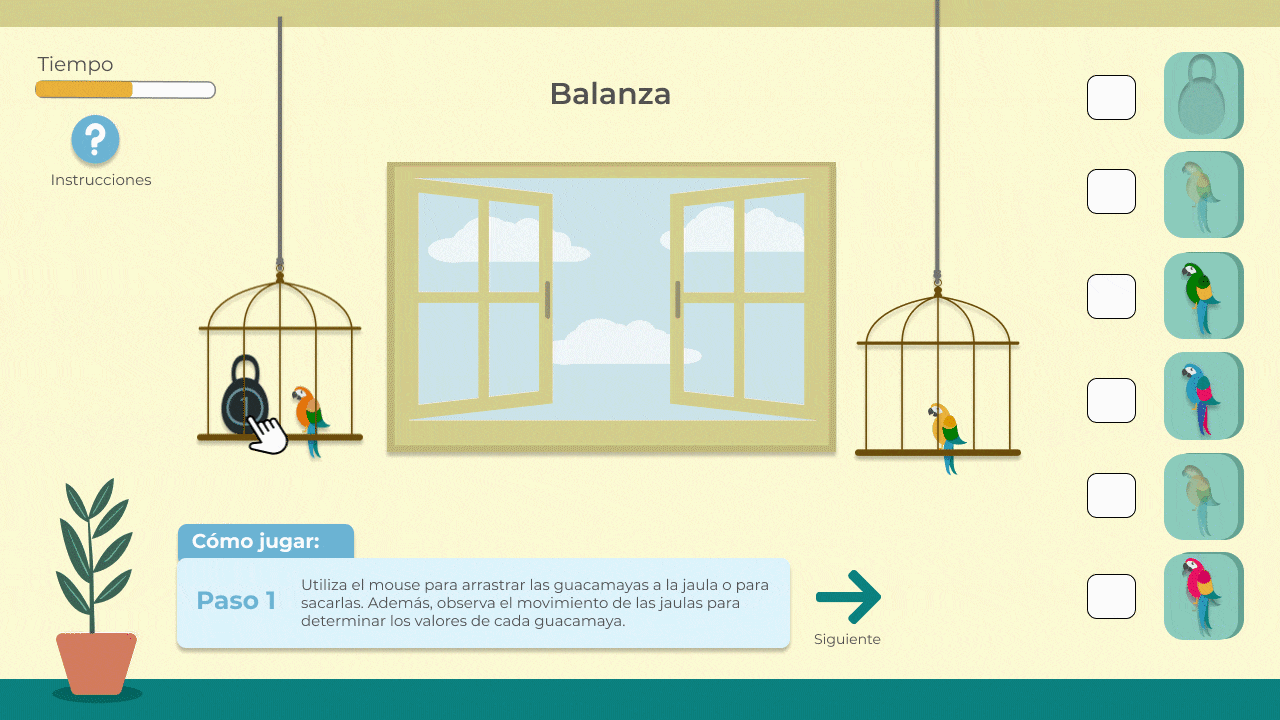 Tiempo
Balanza
Instrucciones
1
Cómo jugar:
Paso 1
Utiliza el mouse para arrastrar las guacamayas a la jaula o para
sacarlas. Además, observa el movimiento de las jaulas para
determinar los valores de cada guacamaya.
Siguiente